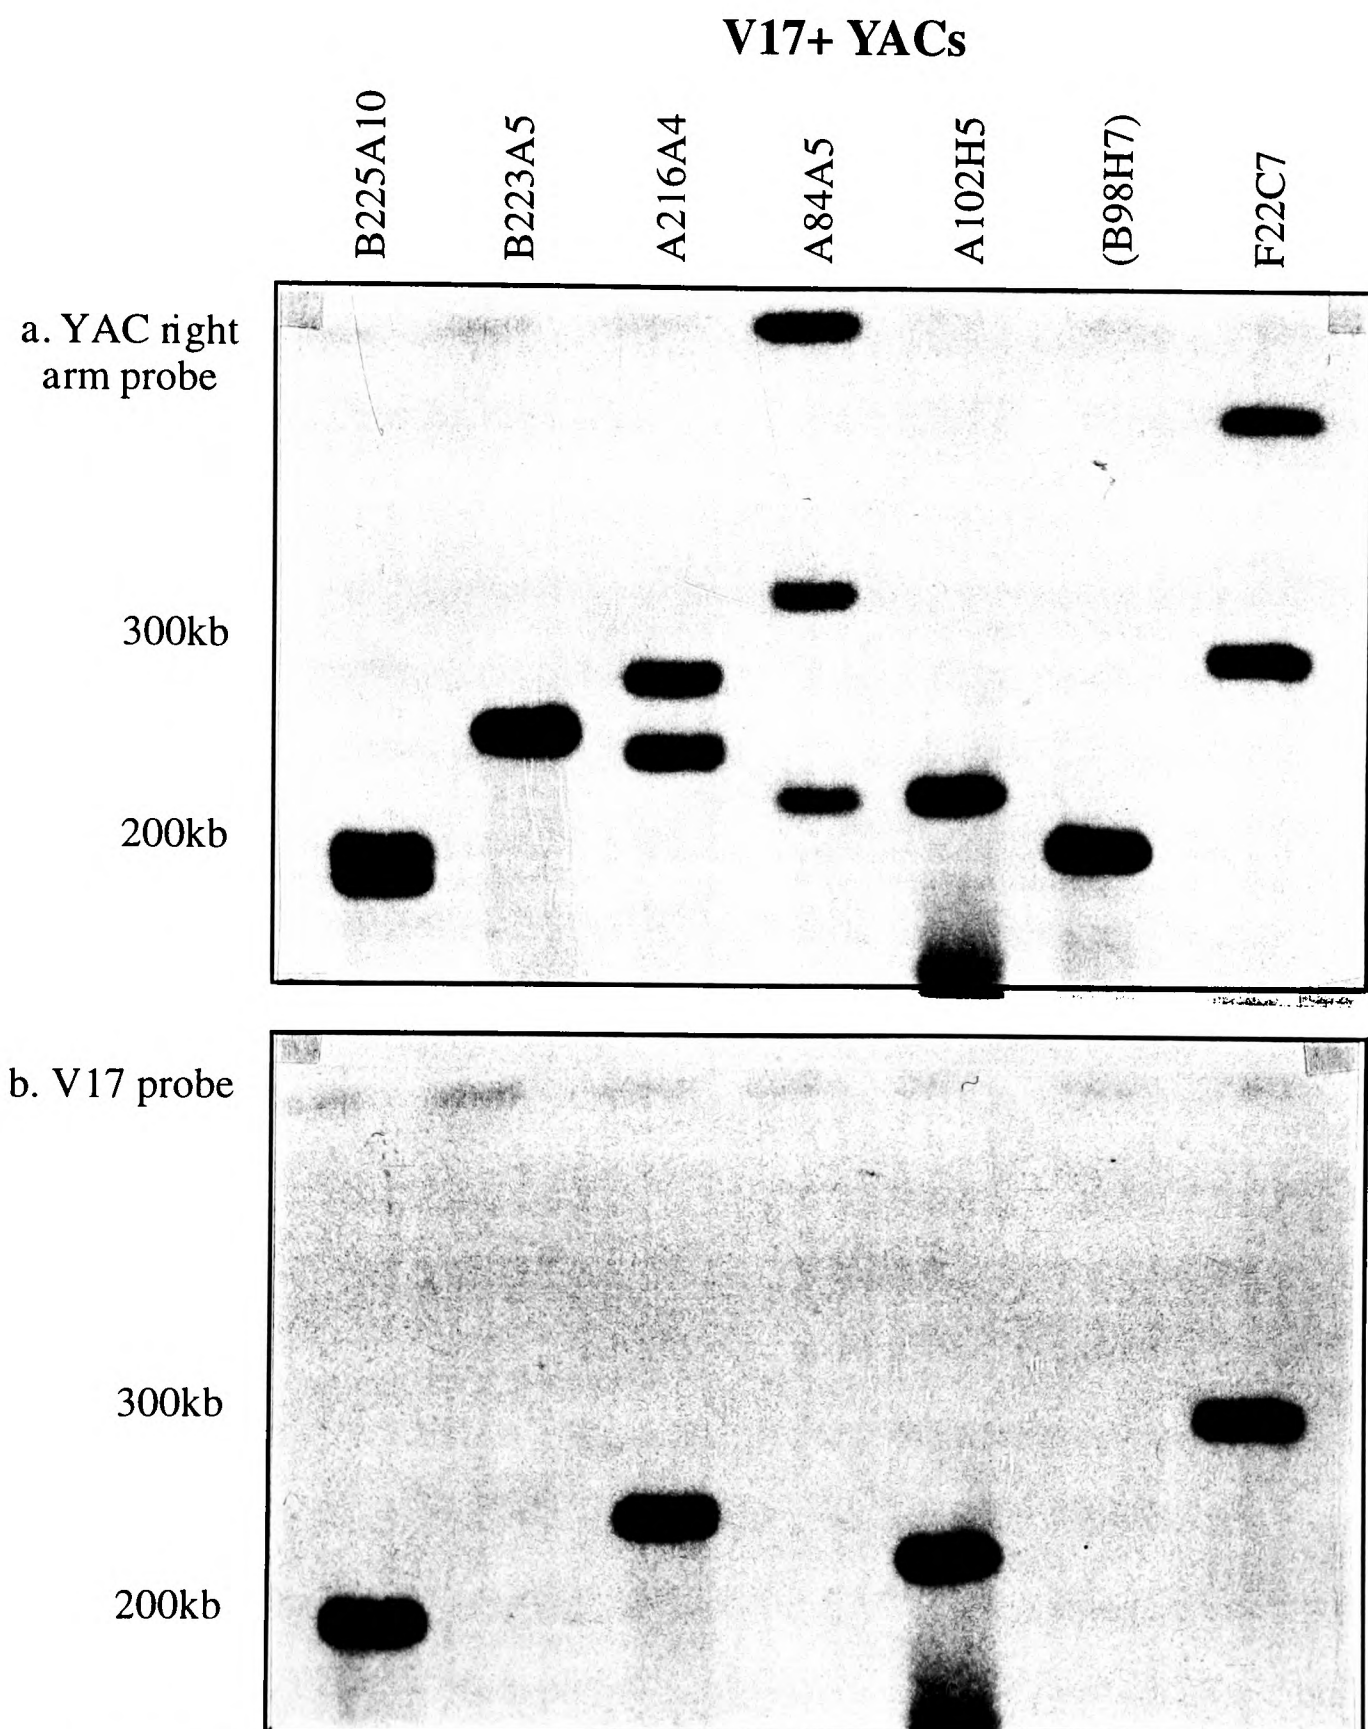 V17+ YACs
B225A10
B223A5
A216A4
A84A5
A102H5
(B98H7)
F22C7
a. YAC right
arm probe
300kb
200kb
b. V17 probe
300kb
200kb